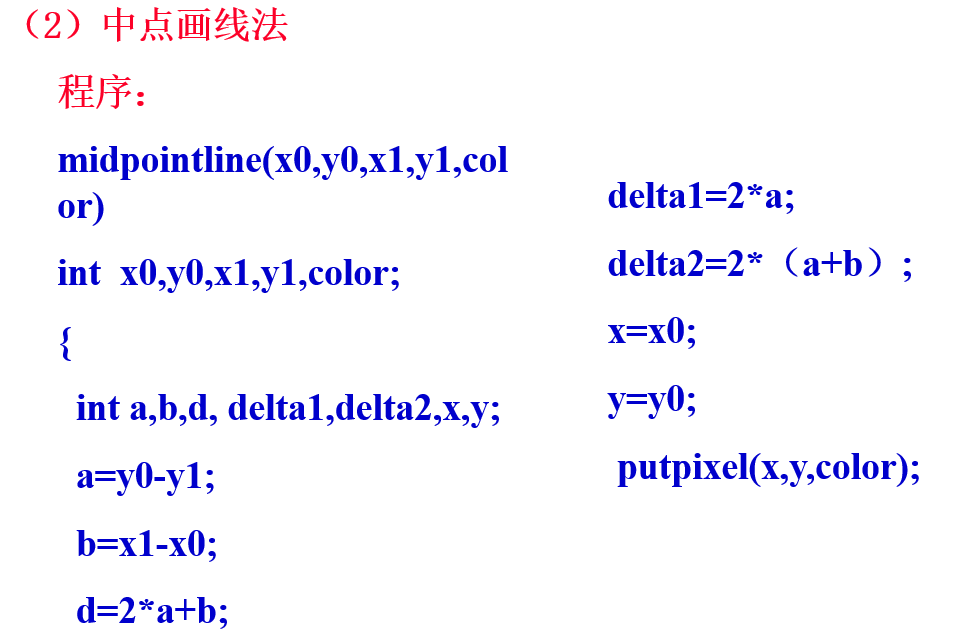 （2）中点画线法
程序：
midpointline(x0,y0,x1,y1,col
or)
int  x0,y0,x1,y1,color;
{
int a,b,d, delta1,delta2,x,y;
a=y0-y1;
b=x1-x0;
d=2*a+b;
delta1=2*a;
delta2=2*（a+b）;
x=x0;
y=y0;
putpixel(x,y,color);